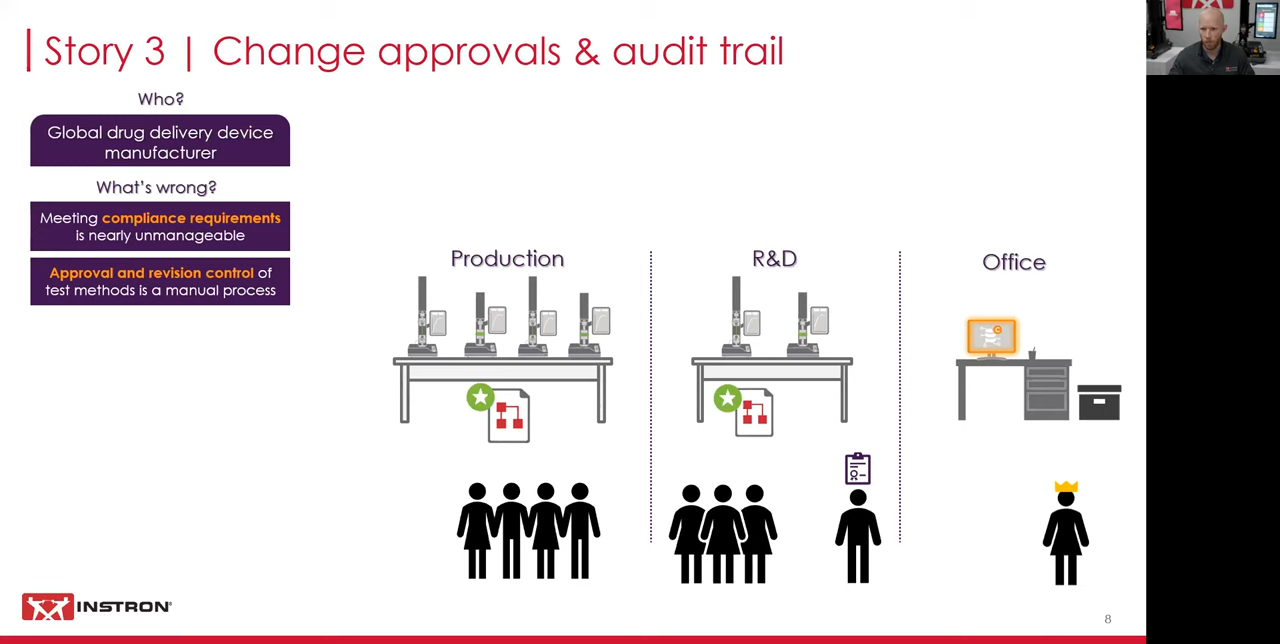 Story 3 | Change approvals & audit trail
Who?
Global drug delivery device
manufacturer
What's wrong?
Meeting compliance requirements
is nearly unmanageable
Approval and revision control of
test methods is a manual process
Production
R&D
Office
INSTRON®
8